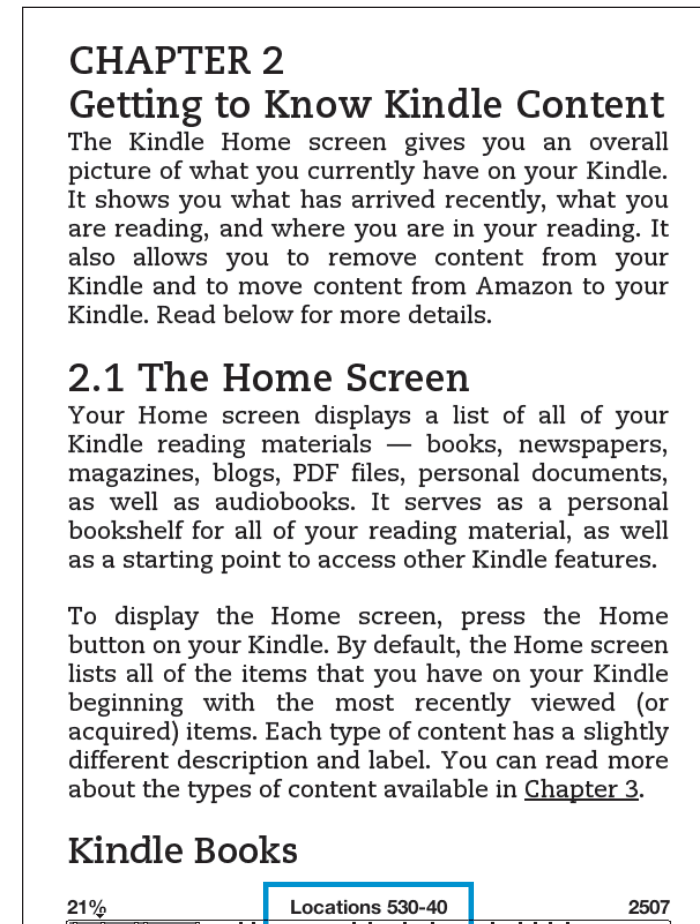 CHAPTER 2
Getting to Know Kindle Content
The Kindle Home screen gives you an overall
picture of what you currently have on your Kindle.
It shows you what has arrived recently, what you
are reading, and where you are in your reading. It
also allows you to remove content from your
Kindle and to move content from Amazon to your
Kindle. Read below for more details.
2.1 The Home Screen
Your Home screen displays a list of all of your
Kindle reading materials — books, newspapers,
magazines, blogs, PDF files, personal documents,
as well as audiobooks. It serves as a personal
bookshelf for all of your reading material, as well
as a starting point to access other Kindle features.
To display the Home screen, press the Home
button on your Kindle. By default, the Home screen
lists all of the items that you have on your Kindle
beginning with the most recently viewed (or
acquired) items. Each type of content has a slightly
different description and label. You can read more
about the types of content available in Chapter 3.
Kindle Books
21% Locations 530-40 2507